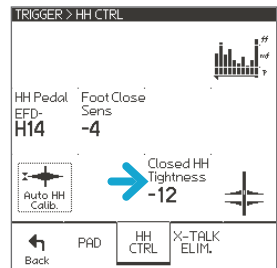 TRIGGER > HH CTRL
ff
mf
p
HH Pedal
EFD-
H14
Foot Close
Sens
-4
Auto HH
Calib.
Closed HH
Tightness
-12
Back
PAD
HH
CTRL
X-TALK
ELIM.